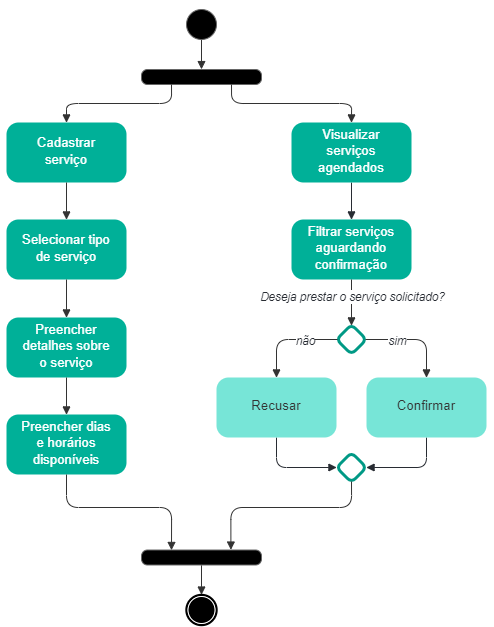 Cadastrar
serviço
Visualizar
serviços
agendados
Selecionar tipo
de serviço
Filtrar serviços
aguardando
confirmação
Deseja prestar o serviço solicitado?
Preencher
detalhes sobre
o serviço
não
sim
Recusar
Confirmar
Preencher dias
e horários
disponíveis